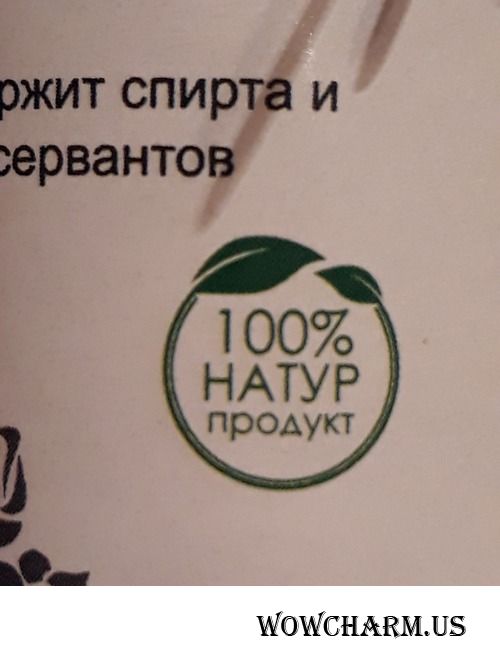 ржит спирта и
сервантов
100%
НАТУР
продукт
WOWCHARM.US